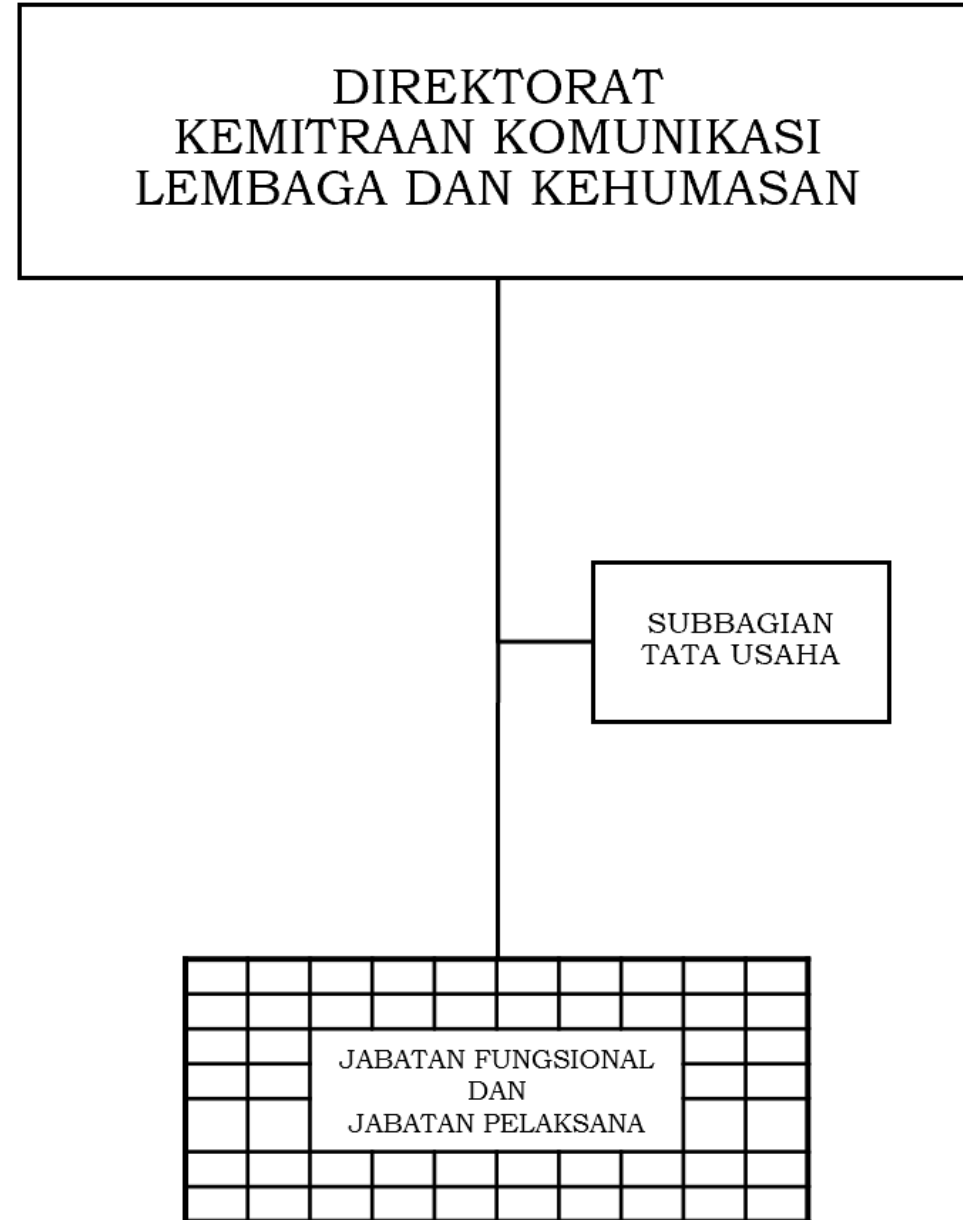 DIREKTORAT
KEMITRAAN KOMUNIKASI
LEMBAGA DAN KEHUMASAN
SUBBAGIAN
TATA USAHA
JABATAN FUNGSIONAL
DAN
JABATAN PELAKSANA